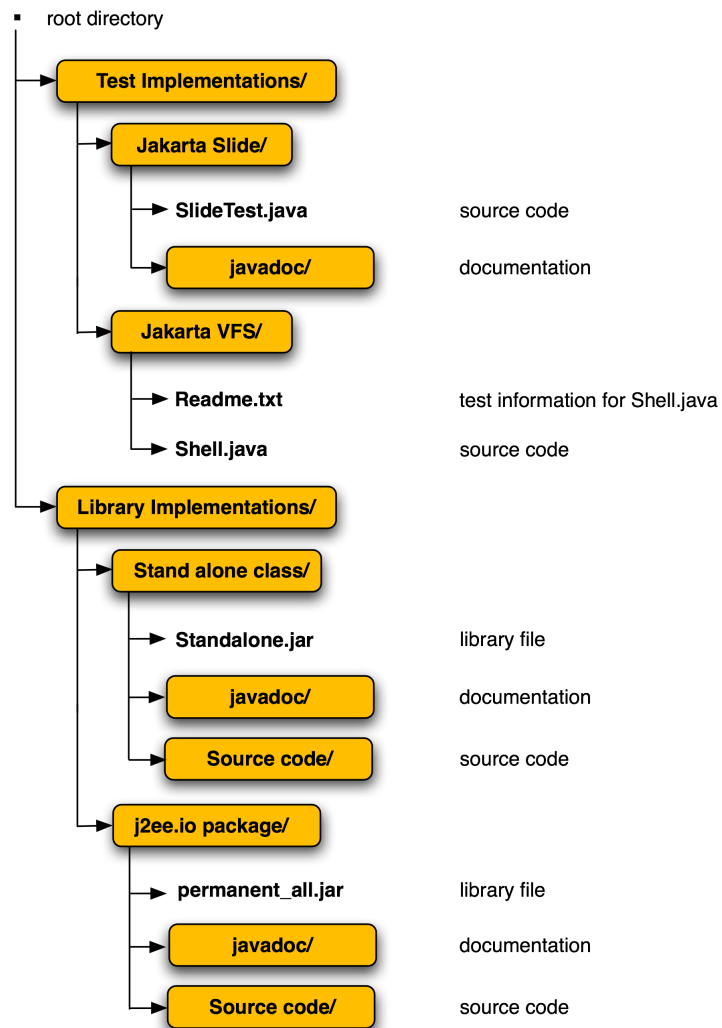 root directory
Test Implementations/
Jakarta Slide/
SlideTest.java source code
javadoc/ documentation
Jakarta VFS/
Readme.txt test information for Shell.java
Shell.java source code
Library Implementations/
Stand alone class/
Standalone.jar library file
javadoc/ documentation
Source code/ source code
j2ee.io package/
permanent_all.jar library file
javadoc/ documentation
Source code/ source code